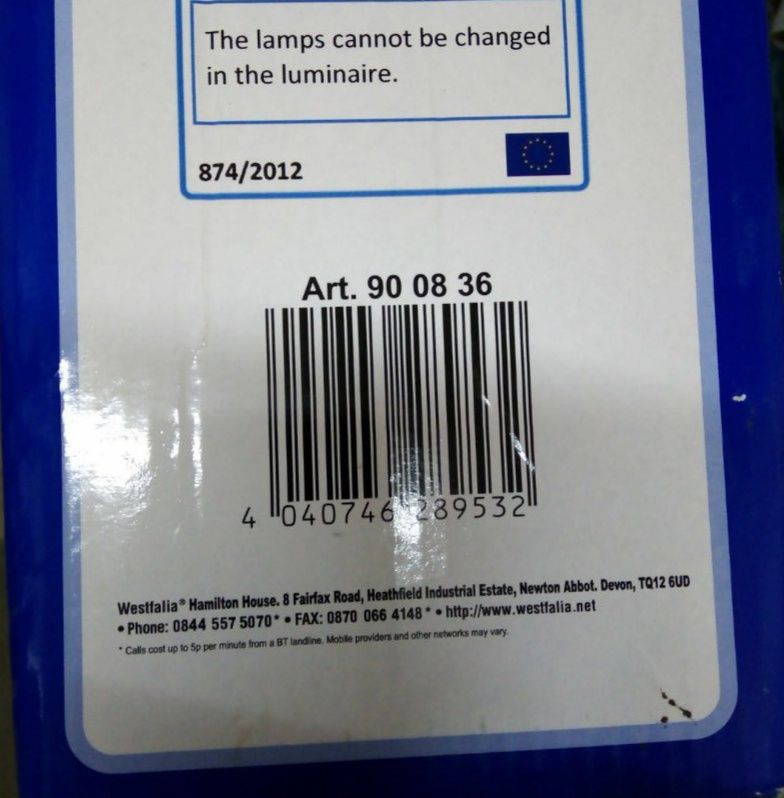 The lamps cannot be changed
in the luminaire.
874/2012
Art. 90 08 36
4 040746 289532
Westfalia® Hamilton House. 8 Fairfax Road, Heathfield Industrial Estate, Newton Abbot. Devon, TQ12 6UD
• Phone: 0844 557 5070* • FAX: 0870 066 4148* • http://www.westfalia.net
* Calls cost up to 5p per minute from a BT landline. Mobile providers and other networks may vary.